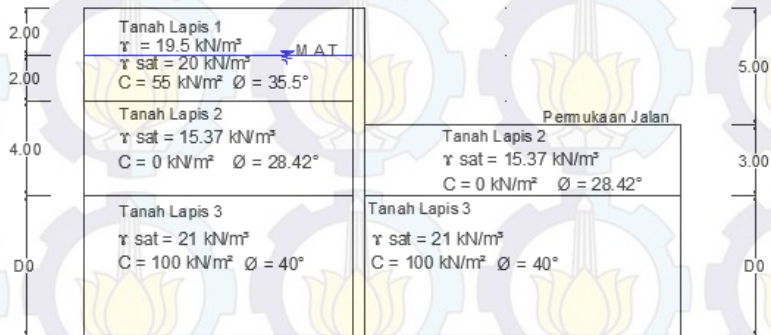 2.00
2.00
4.00
D0
Tanah Lapis 1
ɤ = 19.5 kN/m³
MAT
ɤ sat = 20 kN/m³
C = 55 kN/m² Ø = 35.5°
Tanah Lapis 2
ɤ sat = 15.37 kN/m³
C = 0 kN/m² Ø = 28.42°
Tanah Lapis 3
ɤ sat = 21 kN/m³
C = 100 kN/m² Ø = 40°
Permukaan Jalan
Tanah Lapis 2
ɤ sat = 15.37 kN/m³
C = 0 kN/m² Ø = 28.42°
Tanah Lapis 3
ɤ sat = 21 kN/m³
C = 100 kN/m² Ø = 40°
5.00
3.00
D0